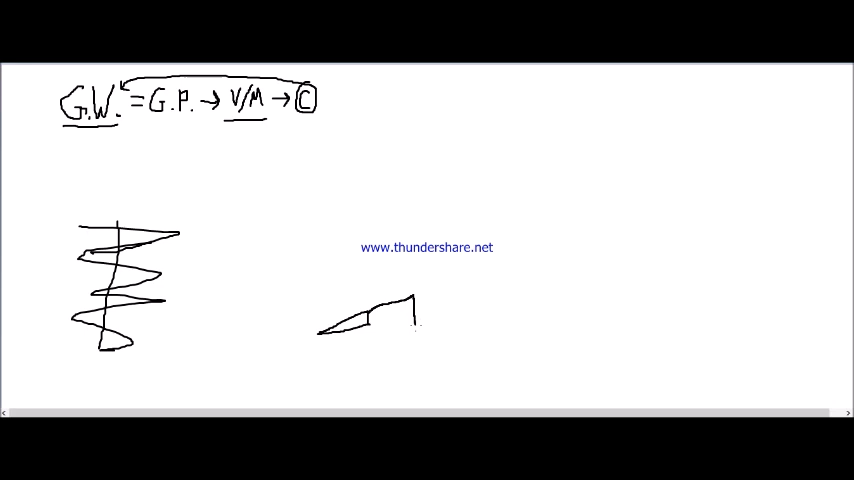 G.W. = G.P. → V/M → C
www.thundershare.net